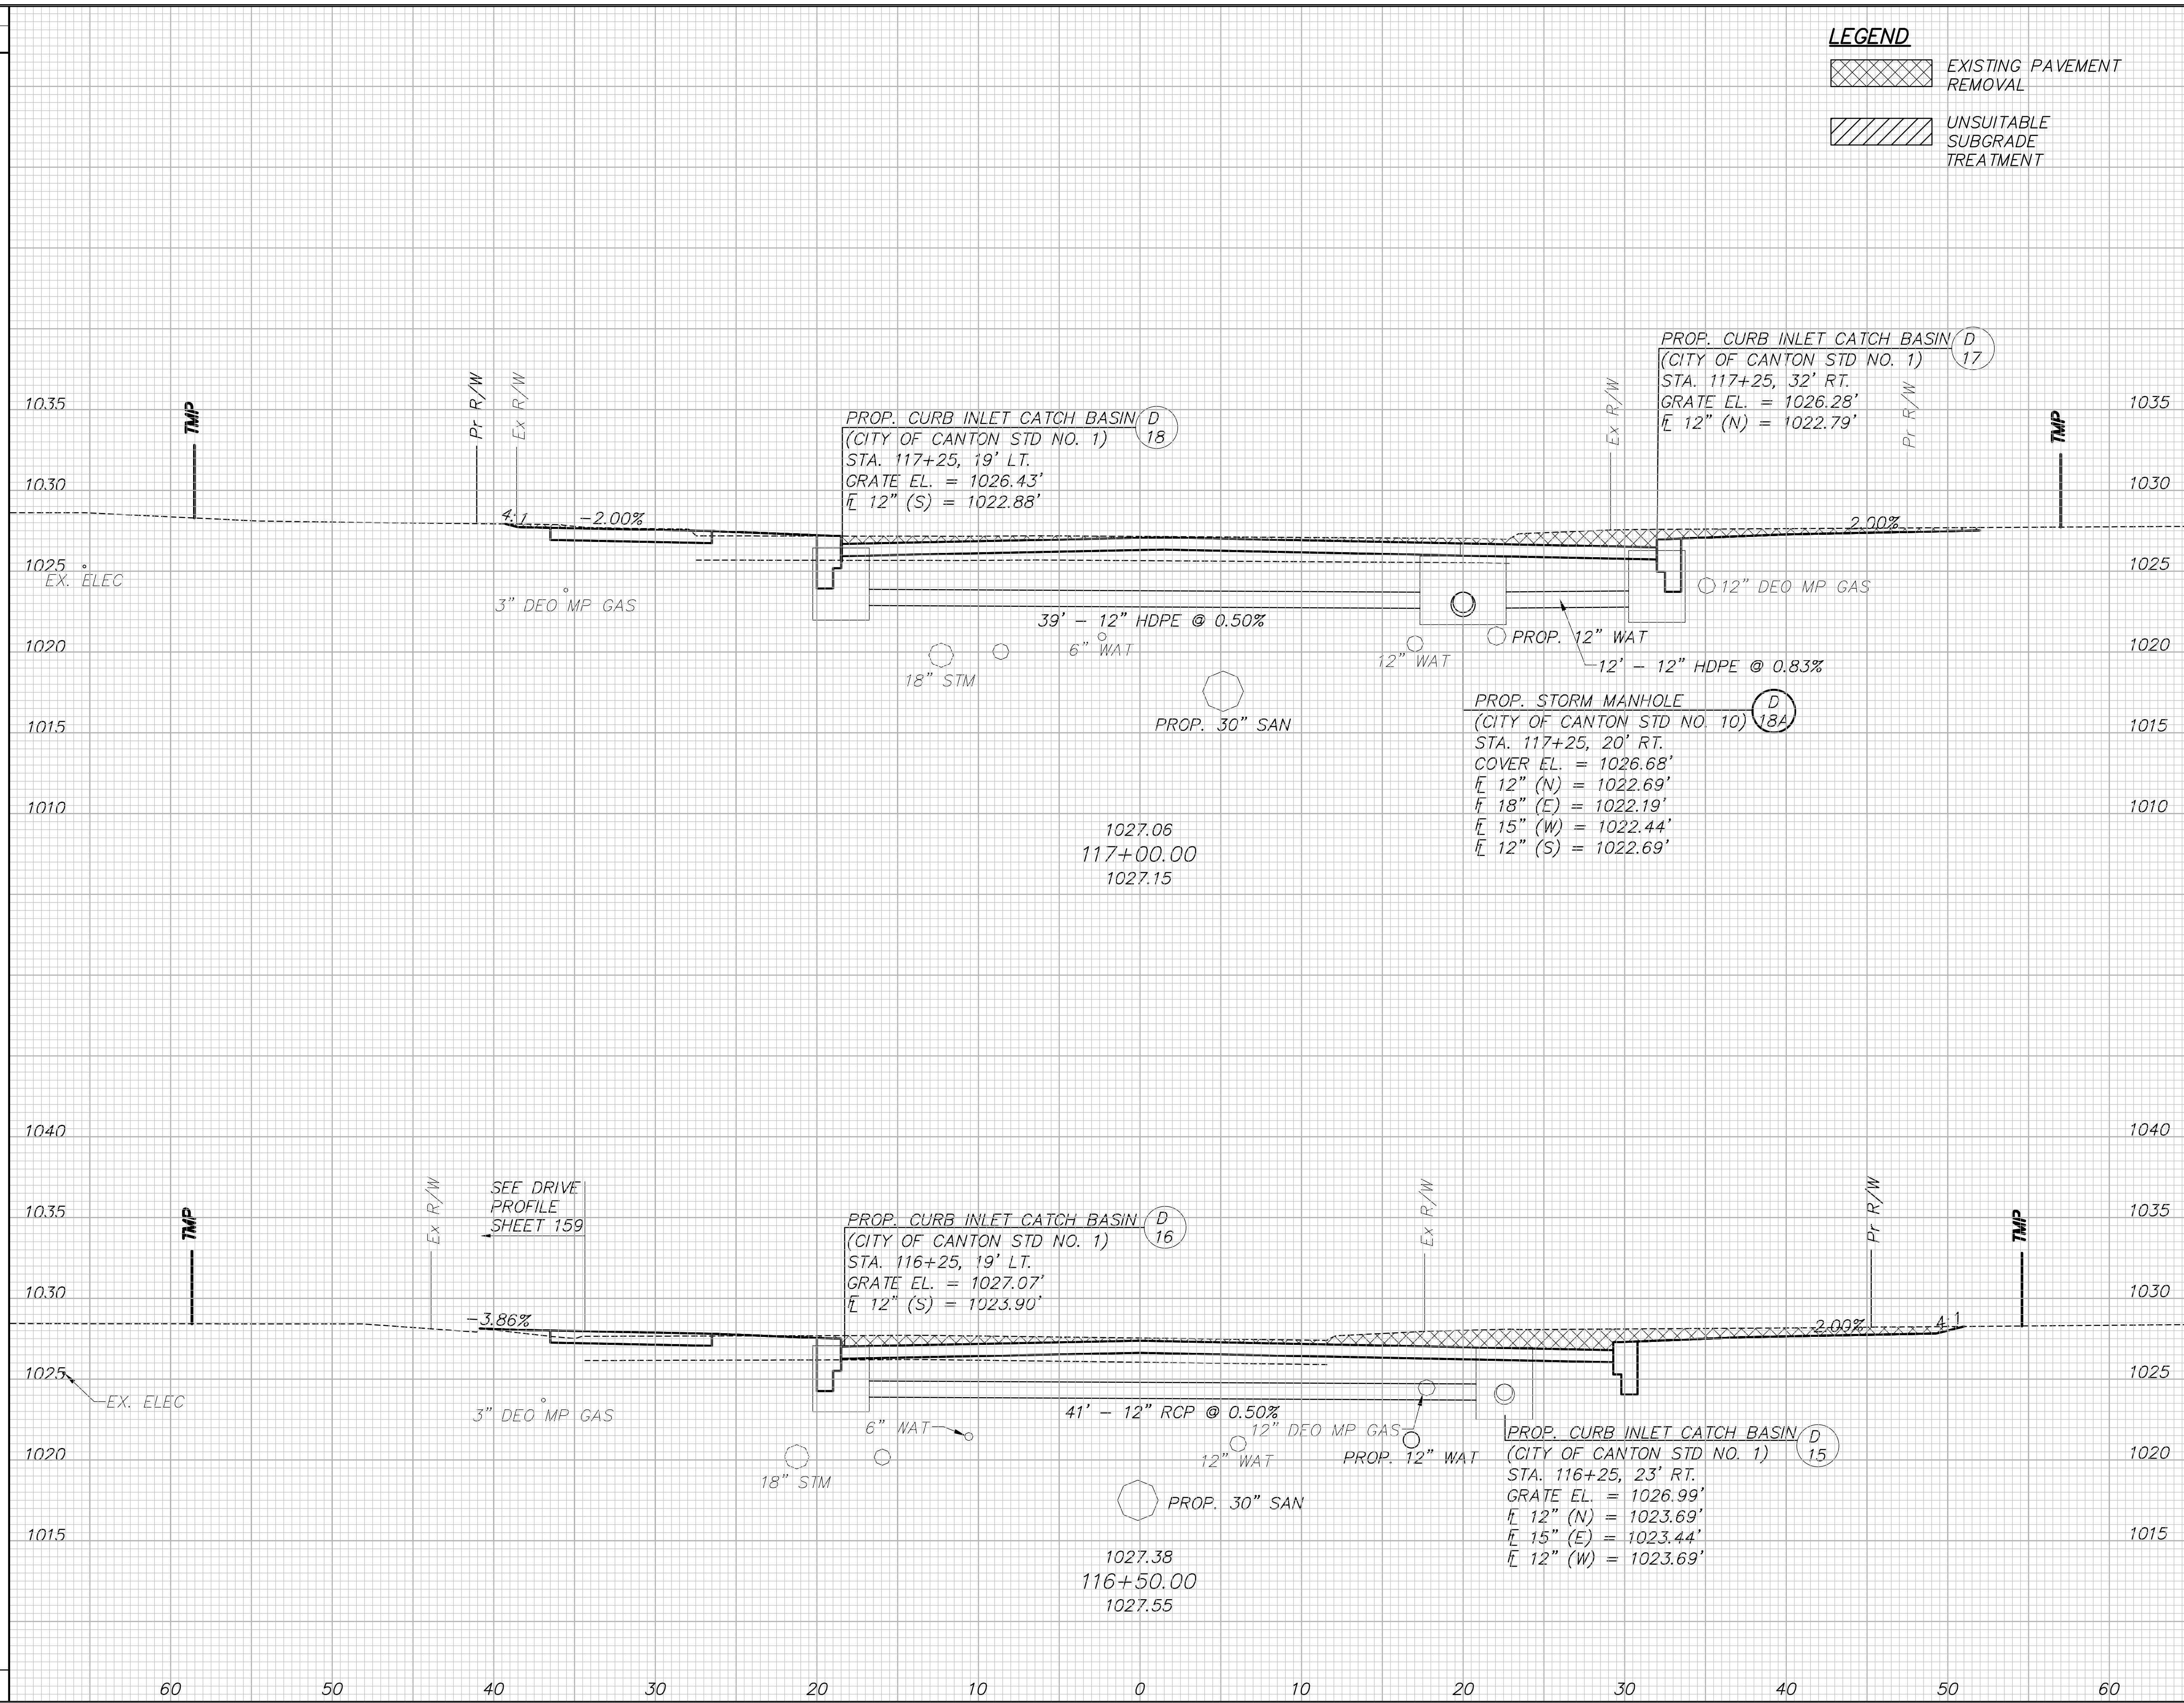 LEGEND
EXISTING PAVEMENT
REMOVAL
UNSUITABLE
SUBGRADE
TREATMENT
PROP. CURB INLET CATCH BASIN D 17
(CITY OF CANTON STD NO. 1)
STA. 117+25, 32' RT.
GRATE EL. = 1026.28'
FL 12" (N) = 1022.79'
TMP
Pr R/W
Ex R/W
Ex R/W
Pr R/W
TMP
PROP. CURB INLET CATCH BASIN D 18
(CITY OF CANTON STD NO. 1)
STA. 117+25, 19' LT.
GRATE EL. = 1026.43'
FL 12" (S) = 1022.88'
1035 1035
1030 1030
4:1 -2.00% 2.00%
1025 1025
EX. ELEC
3" DEO MP GAS
12" DEO MP GAS
39' - 12" HDPE @ 0.50%
PROP. 12" WAT
1020 1020
6" WAT
12" WAT
12' - 12" HDPE @ 0.83%
18" STM
PROP. 30" SAN
PROP. STORM MANHOLE D 18A
(CITY OF CANTON STD NO. 10)
STA. 117+25, 20' RT.
COVER EL. = 1026.68'
FL 12" (N) = 1022.69'
FL 18" (E) = 1022.19'
FL 15" (W) = 1022.44'
FL 12" (S) = 1022.69'
1015 1015
1010 1010
1027.06
117+00.00
1027.15
1040 1040
TMP
Ex R/W
SEE DRIVE
PROFILE
SHEET 159
Ex R/W
Pr R/W
TMP
1035 1035
PROP. CURB INLET CATCH BASIN D 16
(CITY OF CANTON STD NO. 1)
STA. 116+25, 19' LT.
GRATE EL. = 1027.07'
FL 12" (S) = 1023.90'
1030 1030
-3.86% 2.00% 4:1
1025 1025
EX. ELEC
3" DEO MP GAS
41' - 12" RCP @ 0.50%
6" WAT
12" DEO MP GAS
12" WAT
PROP. 12" WAT
1020 1020
18" STM
PROP. 30" SAN
PROP. CURB INLET CATCH BASIN D 15
(CITY OF CANTON STD NO. 1)
STA. 116+25, 23' RT.
GRATE EL. = 1026.99'
FL 12" (N) = 1023.69'
FL 15" (E) = 1023.44'
FL 12" (W) = 1023.69'
1015 1015
1027.38
116+50.00
1027.55
60 50 40 30 20 10 0 10 20 30 40 50 60